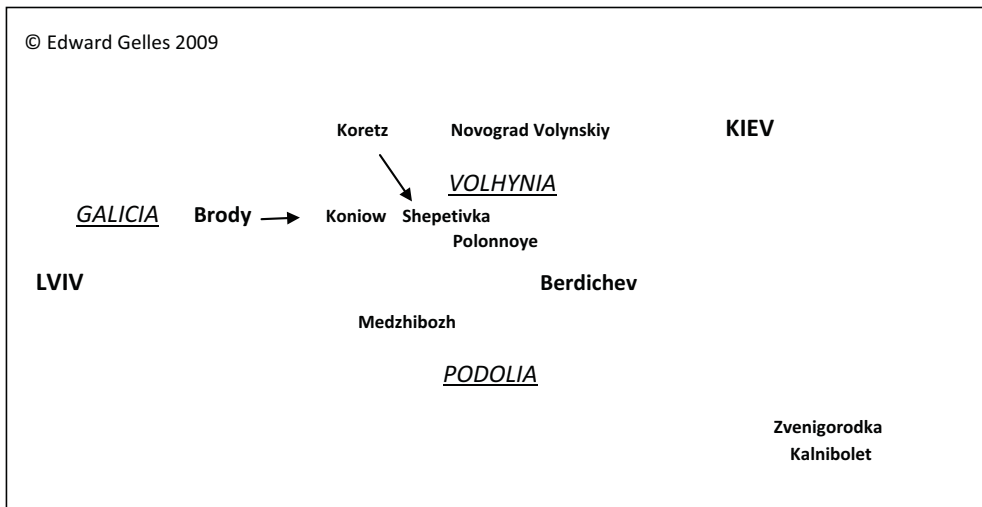 © Edward Gelles 2009
Koretz Novograd Volynskiy KIEV
VOLHYNIA
GALICIA Brody Koniow Shepetivka
Polonnoye
LVIV Berdichev
Medzhibozh
PODOLIA
Zvenigorodka
Kalnibolet